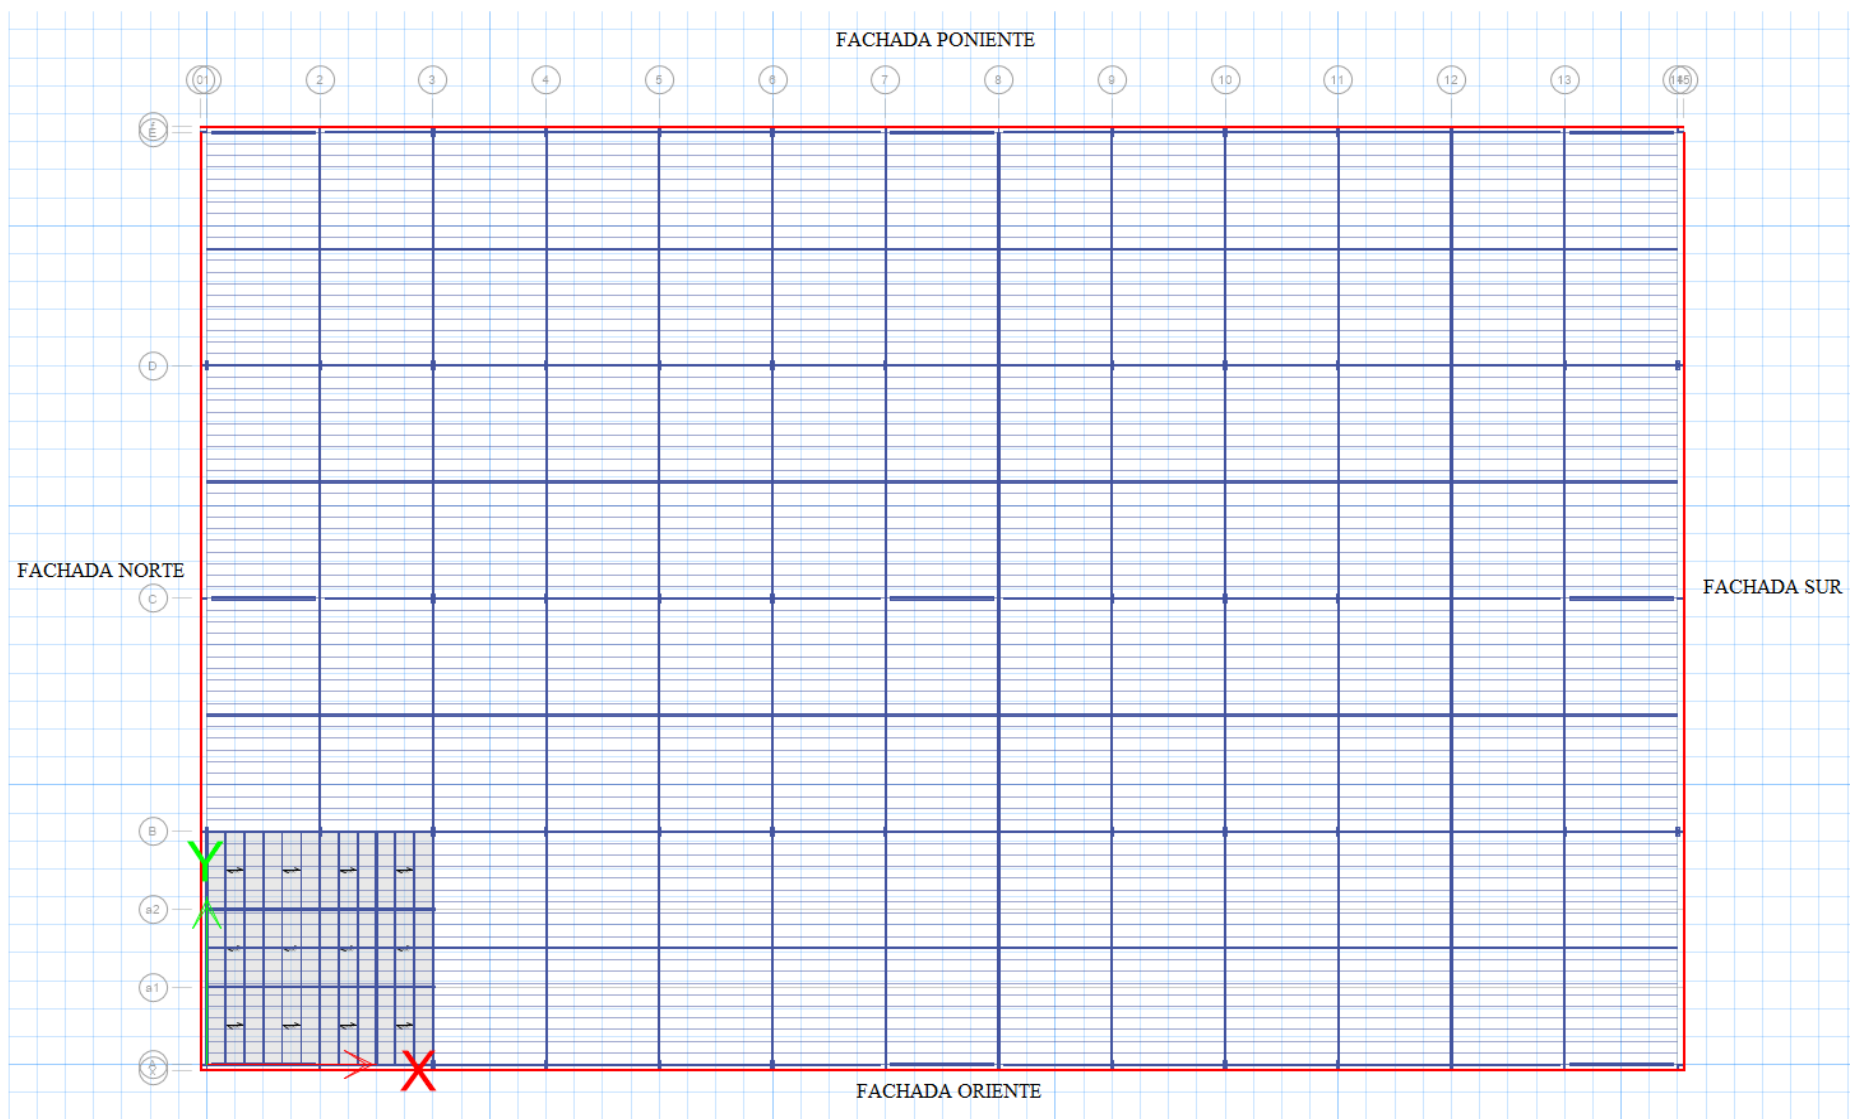 FACHADA PONIENTE
2 3 4 5 6 7 8 9 10 11 12 13
E
D
FACHADA NORTE
C
FACHADA SUR
B
Y
a2
a1
X
FACHADA ORIENTE